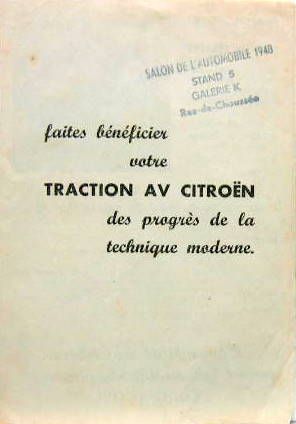 SALON DE L'AUTOMOBILE 1948
STAND 5
GALERIE K
Rez-de-Chaussée
faites bénéficier
votre
TRACTION AV CITROËN
des progrès de la
technique moderne.